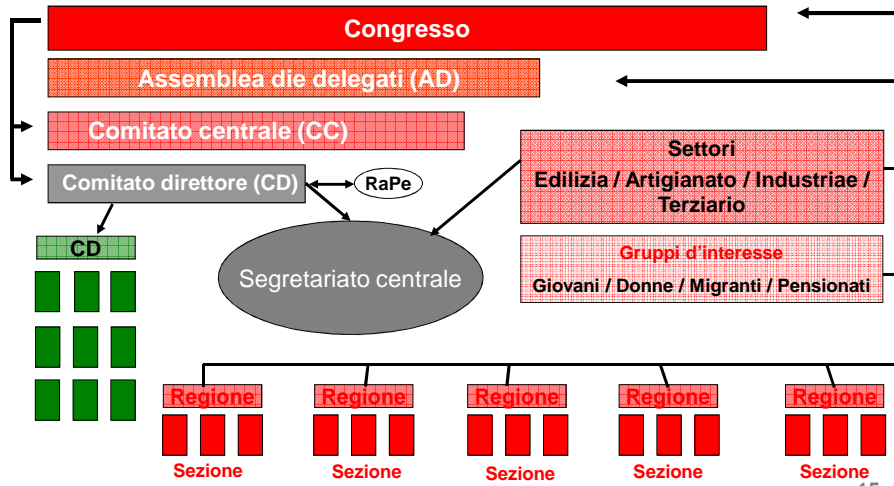 Congresso
Assemblea die delegati (AD)
Comitato centrale (CC)
Comitato direttore (CD)
RaPe
Settori
Edilizia / Artigianato / Industriae /
Terziario
CD
Segretariato centrale
Gruppi d'interesse
Giovani / Donne / Migranti / Pensionati
Regione
Regione
Regione
Regione
Regione
Sezione
Sezione
Sezione
Sezione
Sezione